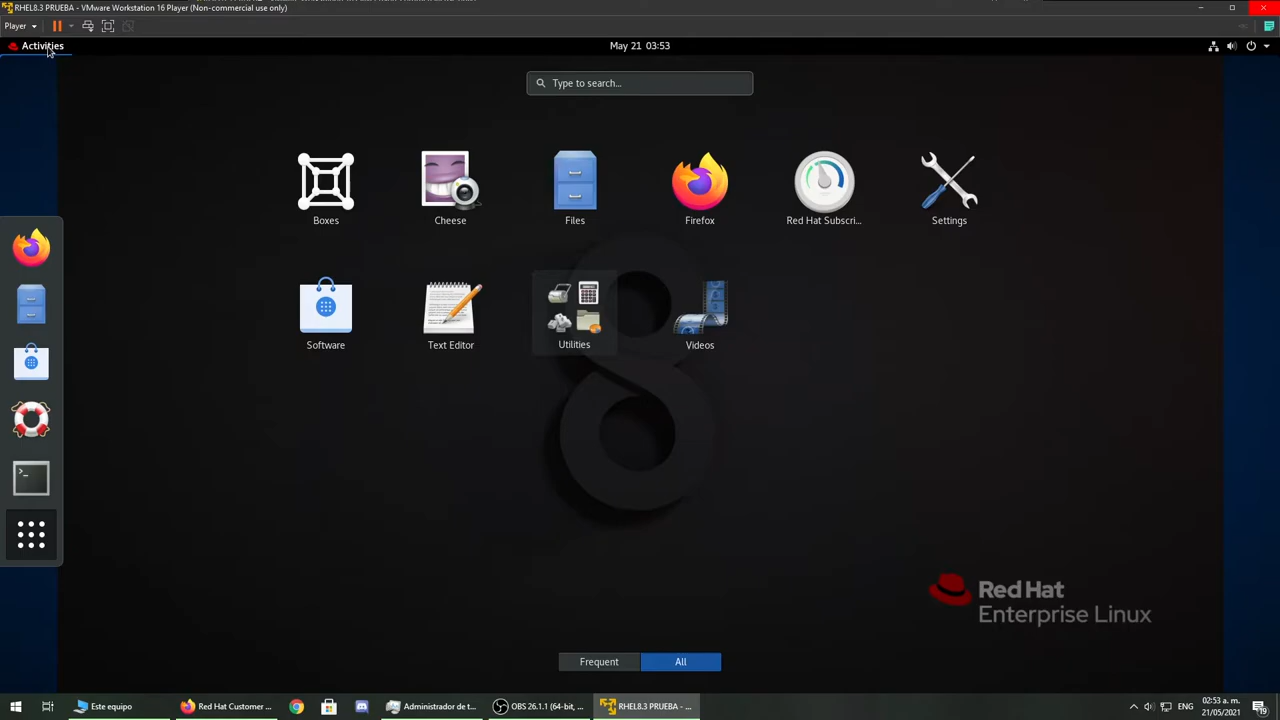 RHEL8.3 PRUEBA - VMware Workstation 16 Player (Non-commercial use only)
Player
Activities
May 21 03:53
Type to search...
Boxes
Cheese
Files
Firefox
Red Hat Subscri...
Settings
Software
Text Editor
Utilities
Videos
8
Red Hat
Enterprise Linux
Frequent
All
Este equipo
Red Hat Customer ...
Administrador de t...
OBS 26.1.1 (64-bit, ...
RHEL8.3 PRUEBA - ...
ENG
02:53 a. m.
21/05/2021
19